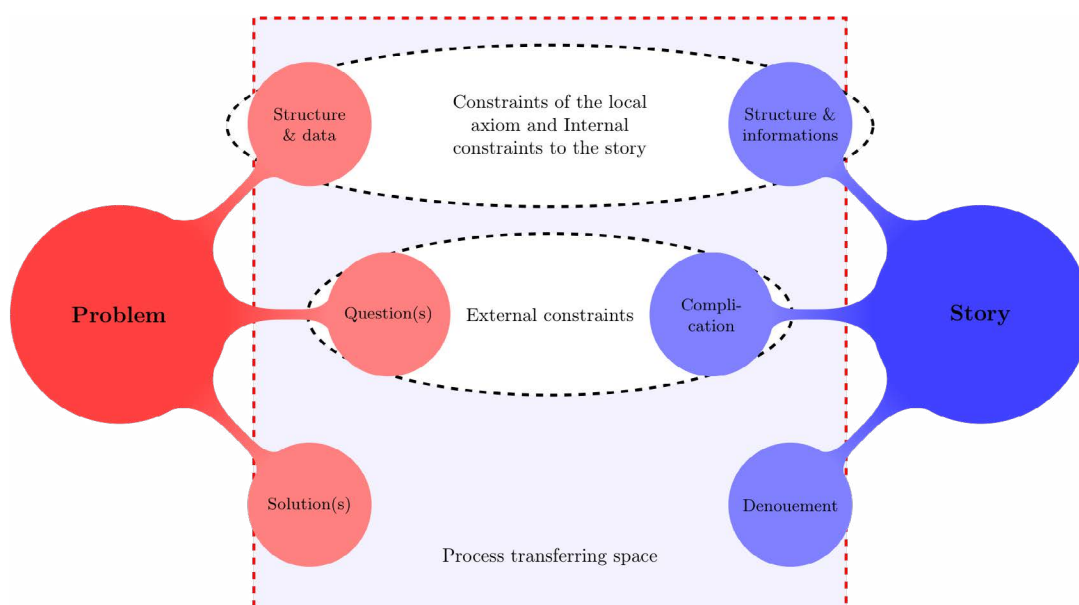 Structure
& data
Constraints of the local
axiom and Internal
constraints to the story
Structure &
informations
Problem
Question(s)
External constraints
Compli-
cation
Story
Solution(s)
Denouement
Process transferring space